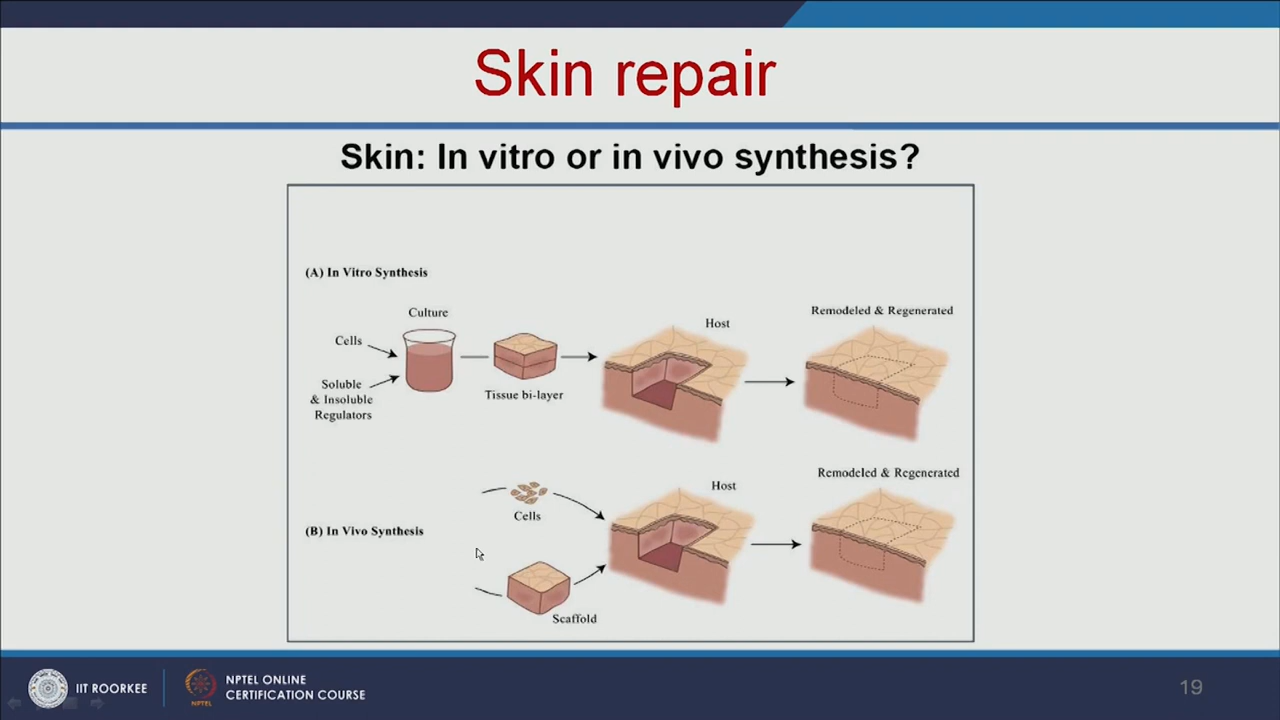 Skin repair
Skin: In vitro or in vivo synthesis?
(A) In Vitro Synthesis
Culture
Cells
Soluble
& Insoluble
Regulators
Tissue bi-layer
Host
Remodeled & Regenerated
(B) In Vivo Synthesis
Cells
Scaffold
Host
Remodeled & Regenerated
IIT ROORKEE
NPTEL
NPTEL ONLINE
CERTIFICATION COURSE
19